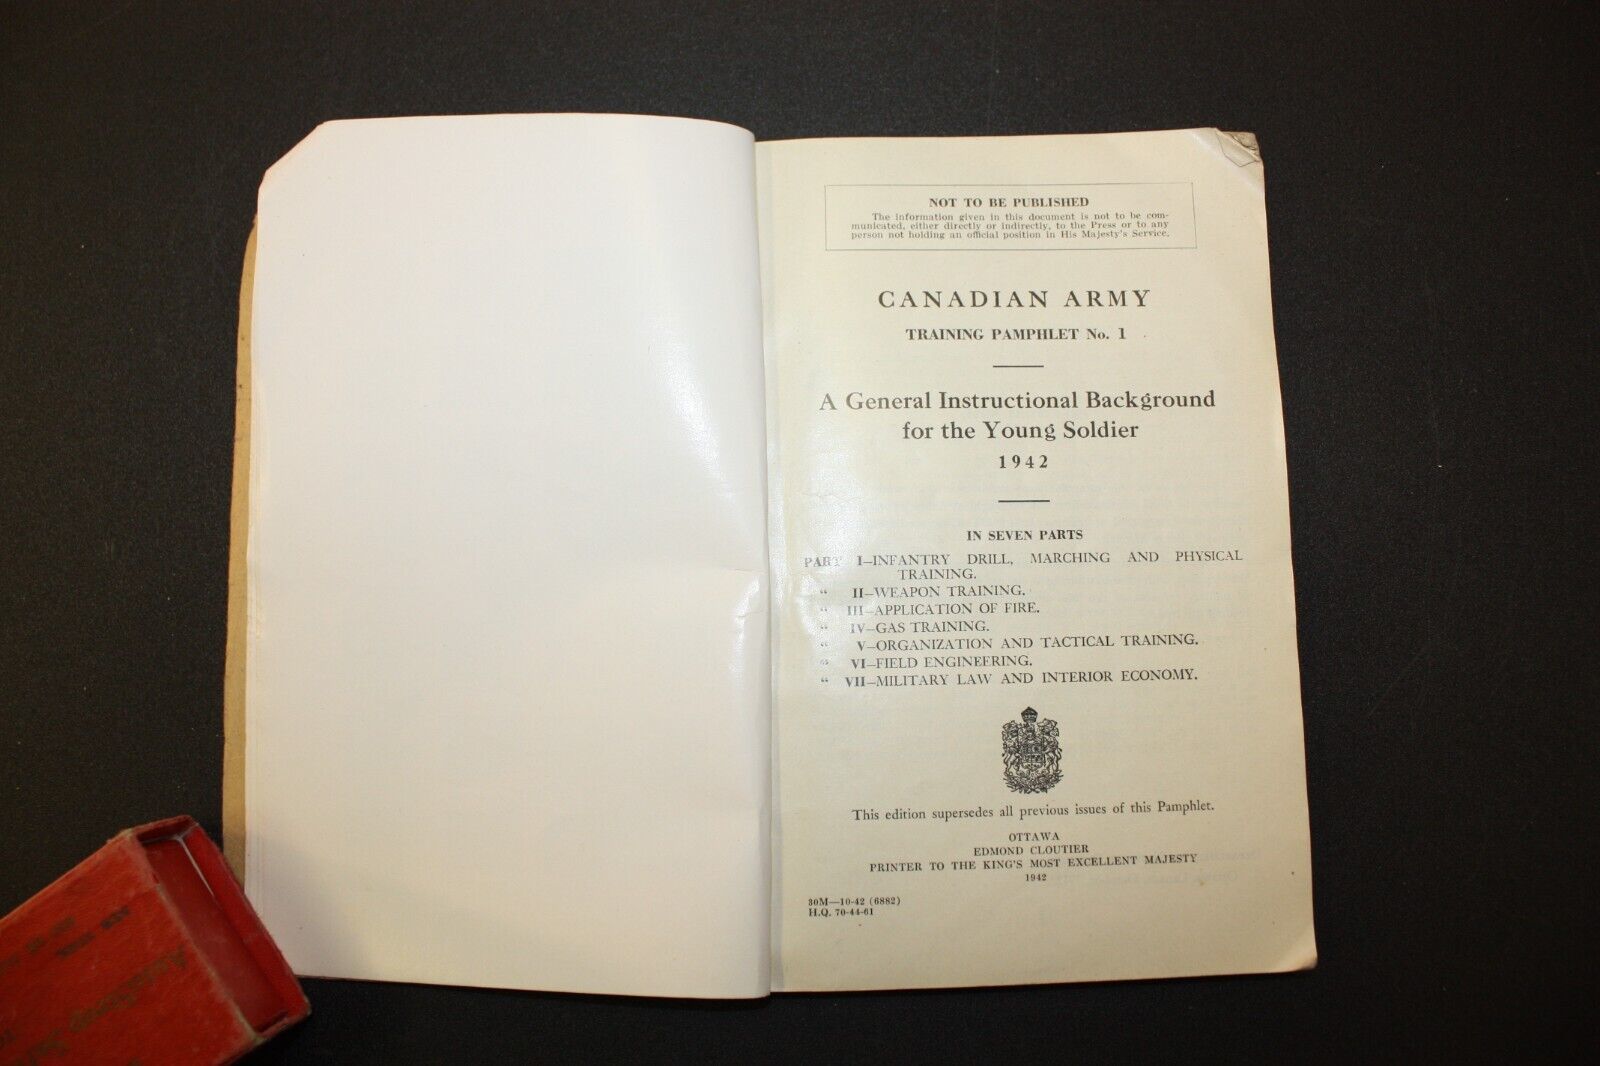 NOT TO BE PUBLISHED
The information given in this document is not to be com-
municated, either directly or indirectly, to the Press or to any
person not holding an official position in His Majesty's Service.
CANADIAN ARMY
TRAINING PAMPHLET No. 1
A General Instructional Background
for the Young Soldier
1942
IN SEVEN PARTS
PART I—INFANTRY DRILL, MARCHING AND PHYSICAL
TRAINING.
“ II—WEAPON TRAINING.
“ III—APPLICATION OF FIRE.
“ IV—GAS TRAINING.
“ V—ORGANIZATION AND TACTICAL TRAINING.
“ VI—FIELD ENGINEERING.
“ VII—MILITARY LAW AND INTERIOR ECONOMY.
This edition supersedes all previous issues of this Pamphlet.
OTTAWA
EDMOND CLOUTIER
PRINTER TO THE KING'S MOST EXCELLENT MAJESTY
1942
30M—10-42 (6882)
H.Q. 70-44-61